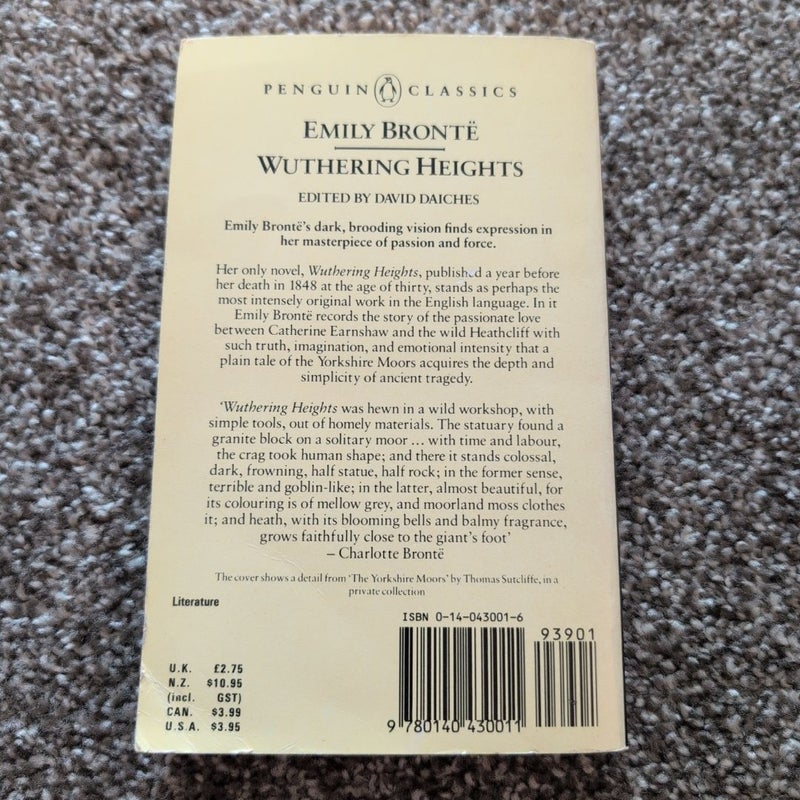 PENGUIN CLASSICS
EMILY BRONTË
WUTHERING HEIGHTS
EDITED BY DAVID DAICHES
Emily Brontë's dark, brooding vision finds expression in
her masterpiece of passion and force.
Her only novel, Wuthering Heights, published a year before
her death in 1848 at the age of thirty, stands as perhaps the
most intensely original work in the English language. In it
Emily Brontë records the story of the passionate love
between Catherine Earnshaw and the wild Heathcliff with
such truth, imagination, and emotional intensity that a
plain tale of the Yorkshire Moors acquires the depth and
simplicity of ancient tragedy.
'Wuthering Heights was hewn in a wild workshop, with
simple tools, out of homely materials. The statuary found a
granite block on a solitary moor ... with time and labour,
the crag took human shape; and there it stands colossal,
dark, frowning, half statue, half rock; in the former sense,
terrible and goblin-like; in the latter, almost beautiful, for
its colouring is of mellow grey, and moorland moss clothes
it; and heath, with its blooming bells and balmy fragrance,
grows faithfully close to the giant's foot'
– Charlotte Brontë
The cover shows a detail from 'The Yorkshire Moors' by Thomas Sutcliffe, in a
private collection
Literature
ISBN 0-14-043001-6
93901
U.K. £2.75
N.Z. $10.95
(incl. GST)
CAN. $3.99
U.S.A. $3.95
9 780140 430011